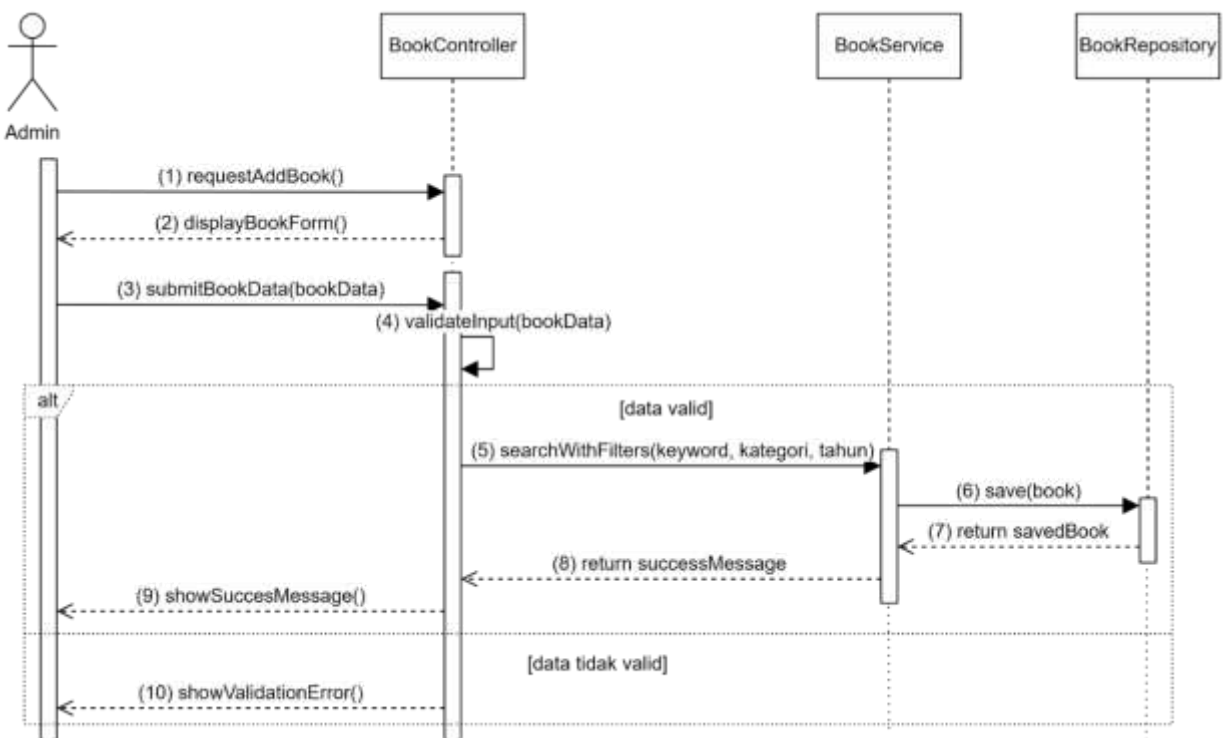 BookController
BookService
BookRepository
Admin
(1) requestAddBook()
(2) displayBookForm()
(3) submitBookData(bookData)
(4) validateInput(bookData)
alt
[data valid]
(5) searchWithFilters(keyword, kategori, tahun)
(6) save(book)
(7) return savedBook
(8) return successMessage
(9) showSuccesMessage()
[data tidak valid]
(10) showValidationError()